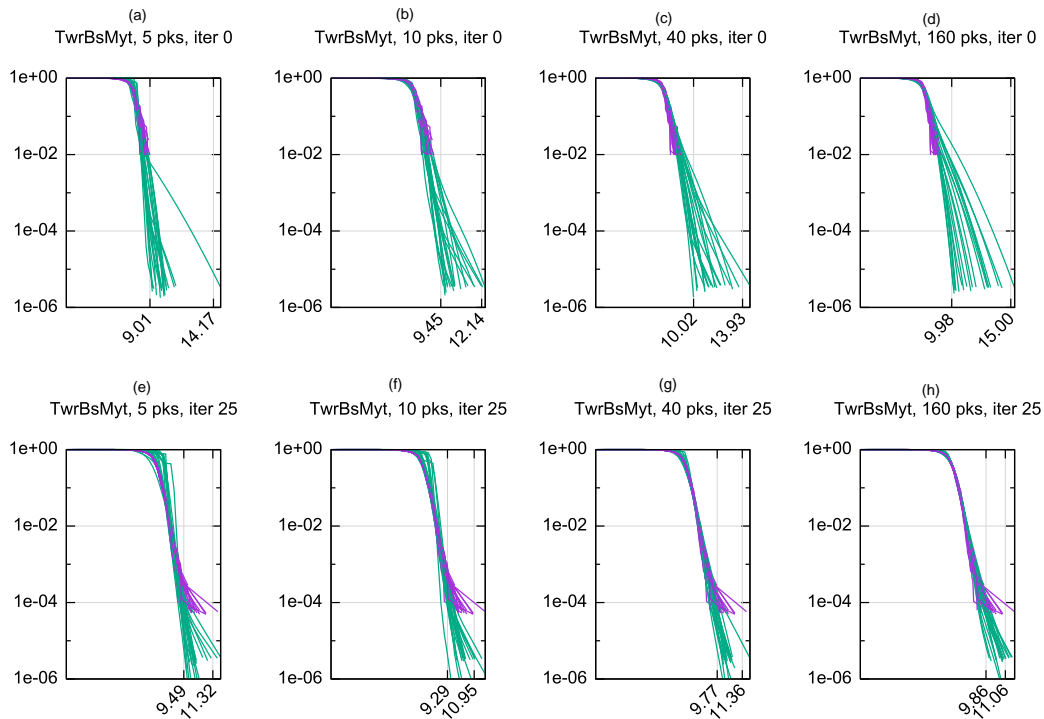 (a)
TwrBsMyt, 5 pks, iter 0
1e+00
1e-02
1e-04
1e-06
9.01
14.17
(b)
TwrBsMyt, 10 pks, iter 0
1e+00
1e-02
1e-04
1e-06
9.45
12.14
(c)
TwrBsMyt, 40 pks, iter 0
1e+00
1e-02
1e-04
1e-06
10.02
13.93
(d)
TwrBsMyt, 160 pks, iter 0
1e+00
1e-02
1e-04
1e-06
9.98
15.00
(e)
TwrBsMyt, 5 pks, iter 25
1e+00
1e-02
1e-04
1e-06
9.49
11.32
(f)
TwrBsMyt, 10 pks, iter 25
1e+00
1e-02
1e-04
1e-06
9.29
10.95
(g)
TwrBsMyt, 40 pks, iter 25
1e+00
1e-02
1e-04
1e-06
9.77
11.36
(h)
TwrBsMyt, 160 pks, iter 25
1e+00
1e-02
1e-04
1e-06
9.86
11.06